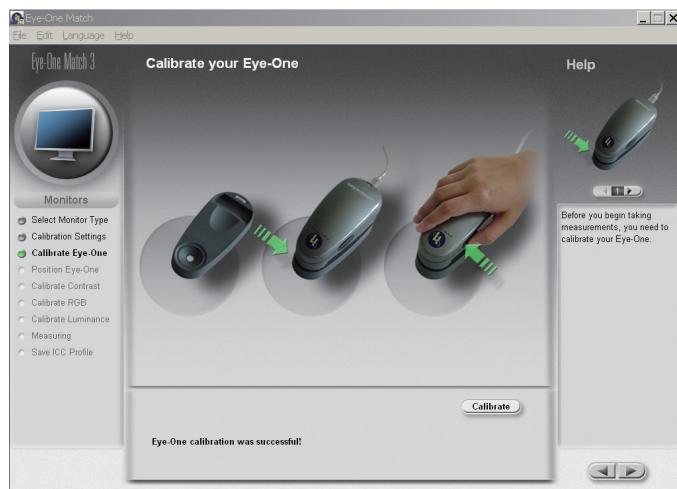 Eye-One Match
File Edit Language Help
Eye-One Match 3
Calibrate your Eye-One
Help
Monitors
Select Monitor Type
Calibration Settings
Calibrate Eye-One
Position Eye-One
Calibrate Contrast
Calibrate RGB
Calibrate Luminance
Measuring
Save ICC Profile
1
Before you begin taking
measurements, you need to
calibrate your Eye-One.
Calibrate
Eye-One calibration was successful!